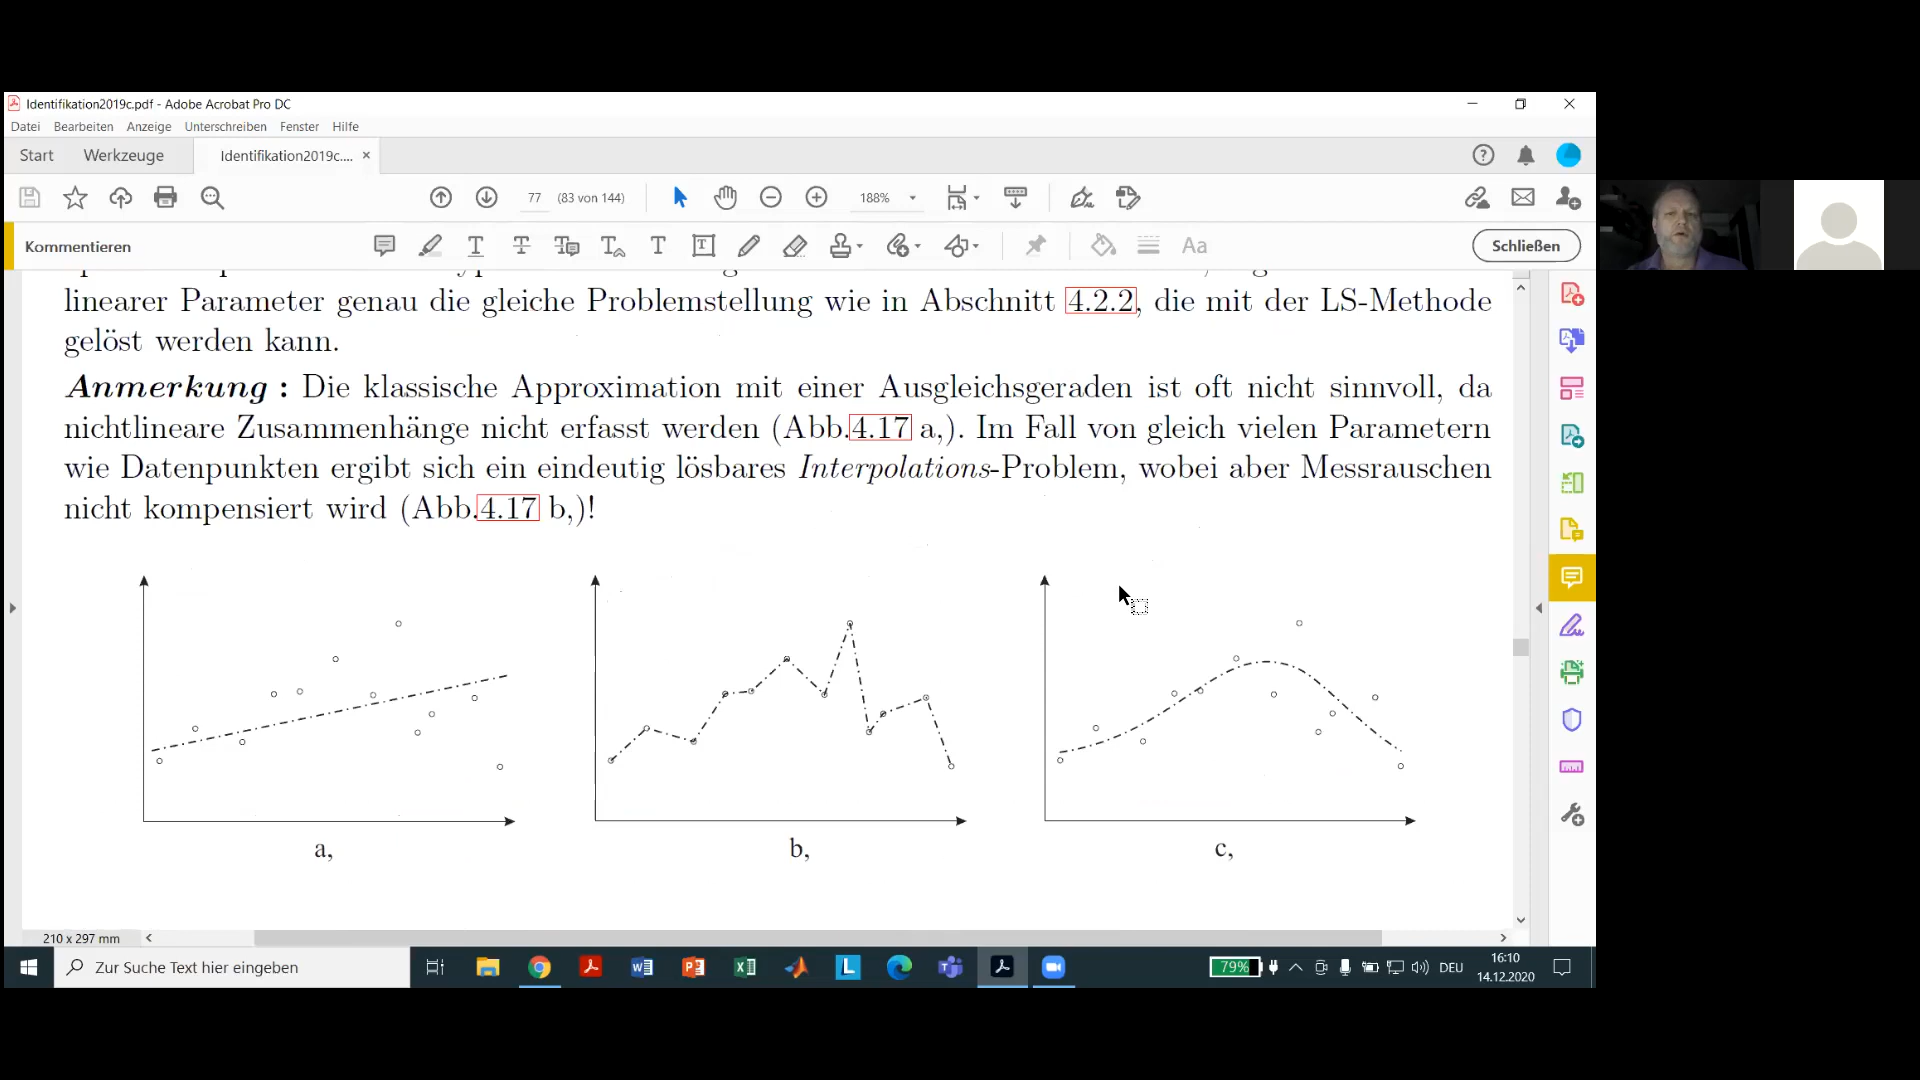 Identifikation2019c.pdf - Adobe Acrobat Pro DC
Datei Bearbeiten Anzeige Unterschreiben Fenster Hilfe
Start Werkzeuge Identifikation2019c.... ×
77 (83 von 144) 188%
Kommentieren Aa Schließen
linearer Parameter genau die gleiche Problemstellung wie in Abschnitt 4.2.2, die mit der LS-Methode
gelöst werden kann.
Anmerkung : Die klassische Approximation mit einer Ausgleichsgeraden ist oft nicht sinnvoll, da
nichtlineare Zusammenhänge nicht erfasst werden (Abb.4.17 a,). Im Fall von gleich vielen Parametern
wie Datenpunkten ergibt sich ein eindeutig lösbares Interpolations-Problem, wobei aber Messrauschen
nicht kompensiert wird (Abb.4.17 b,)!
a, b, c,
210 x 297 mm
Zur Suche Text hier eingeben
79% DEU 16:10
14.12.2020